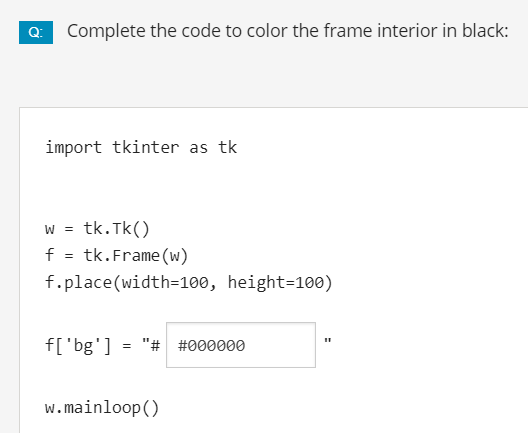 Q: Complete the code to color the frame interior in black:
import tkinter as tk
w = tk.Tk()
f = tk.Frame(w)
f.place(width=100, height=100)
f['bg'] = "# #000000 "
w.mainloop()